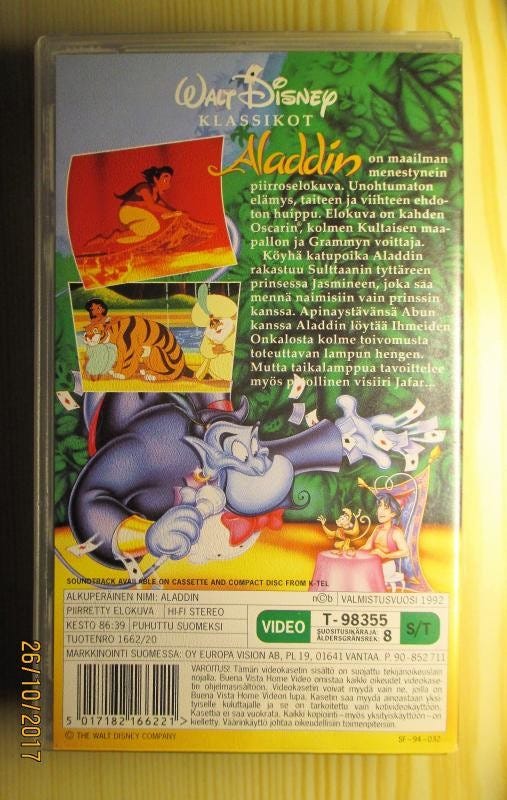 WALT DISNEY
KLASSIKOT
Aladdin on maailman
menestynein
piirroselokuva. Unohtumaton
elämys, taiteen ja viihteen ehdo-
ton huippu. Elokuva on kahden
Oscarin, kolmen Kultaisen maa-
pallon ja Grammyn voittaja.
Köyhä katupoika Aladdin
rakastuu Sulttaanin tyttäreen
prinsessa Jasmineen, joka saa
mennä naimisiin vain prinssin
kanssa. Apinaystävänsä Abun
kanssa Aladdin löytää Ihmeiden
Onkalosta kolme toivomusta
toteuttavan lampun hengen.
Mutta taikalamppua tavoittelee
myös pirollinen visiiri Jafar...
SOUNDTRACK AVAILABLE ON CASSETTE AND COMPACT DISC FROM K-TEL
ALKUPERÄINEN NIMI: ALADDIN n©b VALMISTUSVUOSI 1992
PIIRRETTY ELOKUVA HI-FI STEREO
KESTO 86:39 PUHUTTU SUOMEKSI
TUOTENRO 1662/20
VIDEO T-98355 S/T
SUOSITUSIKÄRAJA
ÅLDERSGRÄNSREK 8
MARKKINOINTI SUOMESSA: OY EUROPA VISION AB, PL 19, 01641 VANTAA. P. 90-852 711
VAROITUS! Tämän videokasetin sisältö on suojattu tekijänoikeuslain
nojalla. Buena Vista Home Video omistaa kaikki oikeudet videokase-
tin ohjelmasisältöön. Videokasetin voivat myydä vain ne, joilla on
Buena Vista Home Videon lupa. Kasetin saa myydä ainoastaan yksi-
tyiselle kuluttajalle ja se on tarkoitettu vain kotivideokäyttöön.
Kasettia ei saa vuokrata. Kaikki kopiointi – myös yksityiskäyttöön – on
kielletty. Väärinkäyttö johtaa oikeudellisiin toimenpiteisiin.
5 017182 166221
© THE WALT DISNEY COMPANY SF-94-032
26/10/2017